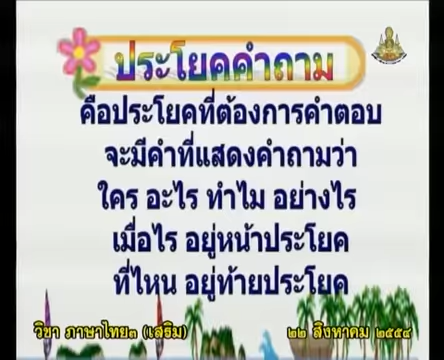 ประโยคคำถาม
คือประโยคที่ต้องการคำตอบ
จะมีคำที่แสดงคำถามว่า
ใคร อะไร ทำไม อย่างไร
เมื่อไร อยู่หน้าประโยค
ที่ไหน อยู่ท้ายประโยค
วิชา ภาษาไทย๓ (เสริม) ๒๒ สิงหาคม ๒๕๕๔